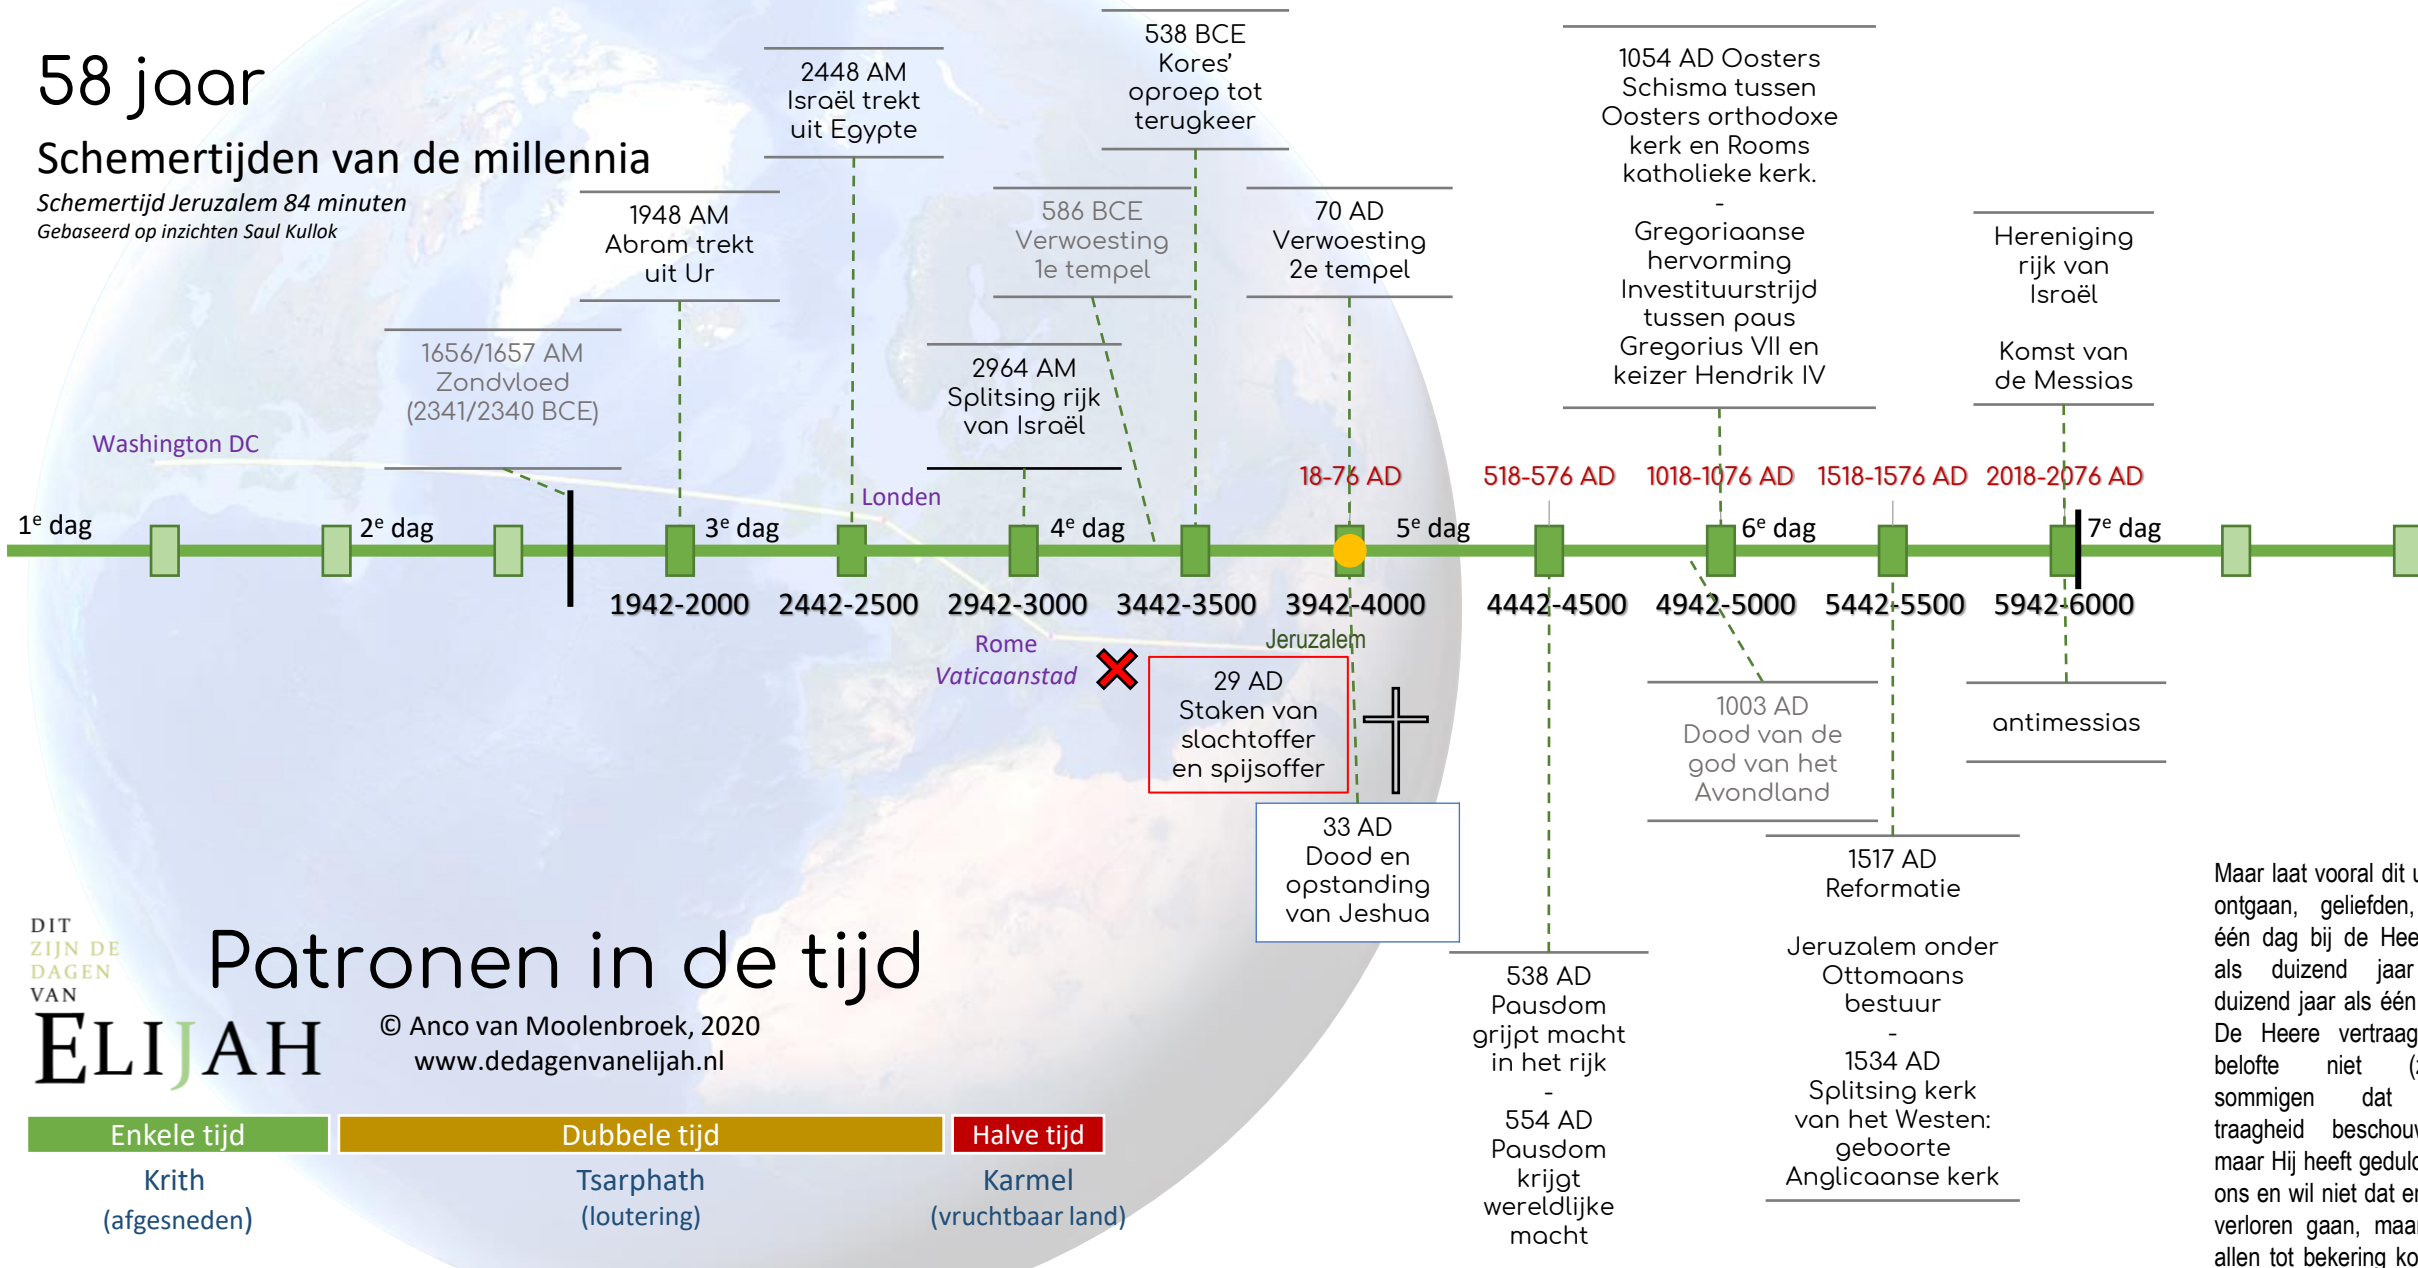 58 jaar
Schemertijden van de millennia
Schemertijd Jeruzalem 84 minuten
Gebaseerd op inzichten Saul Kullok
1656/1657 AM
Zondvloed
(2341/2340 BCE)
1948 AM
Abram trekt
uit Ur
2448 AM
Israël trekt
uit Egypte
2964 AM
Splitsing rijk
van Israël
586 BCE
Verwoesting
1e tempel
538 BCE
Kores'
oproep tot
terugkeer
70 AD
Verwoesting
2e tempel
1054 AD Oosters
Schisma tussen
Oosters orthodoxe
kerk en Rooms
katholieke kerk.
-
Gregoriaanse
hervorming
Investituurstrijd
tussen paus
Gregorius VII en
keizer Hendrik IV
Hereniging
rijk van
Israël
Komst van
de Messias
Washington DC
Londen
18-76 AD
518-576 AD
1018-1076 AD
1518-1576 AD
2018-2076 AD
1e dag
2e dag
3e dag
4e dag
5e dag
6e dag
7e dag
1942-2000
2442-2500
2942-3000
3442-3500
3942-4000
4442-4500
4942-5000
5442-5500
5942-6000
Rome
Vaticaanstad
Jeruzalem
29 AD
Staken van
slachtoffer
en spijsoffer
33 AD
Dood en
opstanding
van Jeshua
538 AD
Pausdom
grijpt macht
in het rijk
-
554 AD
Pausdom
krijgt
wereldlijke
macht
1003 AD
Dood van de
god van het
Avondland
1517 AD
Reformatie
Jeruzalem onder
Ottomaans
bestuur
-
1534 AD
Splitsing kerk
van het Westen:
geboorte
Anglicaanse kerk
antimessias
Maar laat vooral dit
ontgaan, geliefden,
één dag bij de
als duizend jaar
duizend jaar als één
De Heere
belofte niet
sommigen dat
traagheid
maar Hij heeft
ons en wil niet dat
verloren gaan,
allen tot bekering
DIT
ZIJN DE
DAGEN
VAN
ELIJAH
Patronen in de tijd
© Anco van Moolenbroek, 2020
www.dedagenvanelijah.nl
Enkele tijd
Dubbele tijd
Halve tijd
Krith
(afgesneden)
Tsarphath
(loutering)
Karmel
(vruchtbaar land)